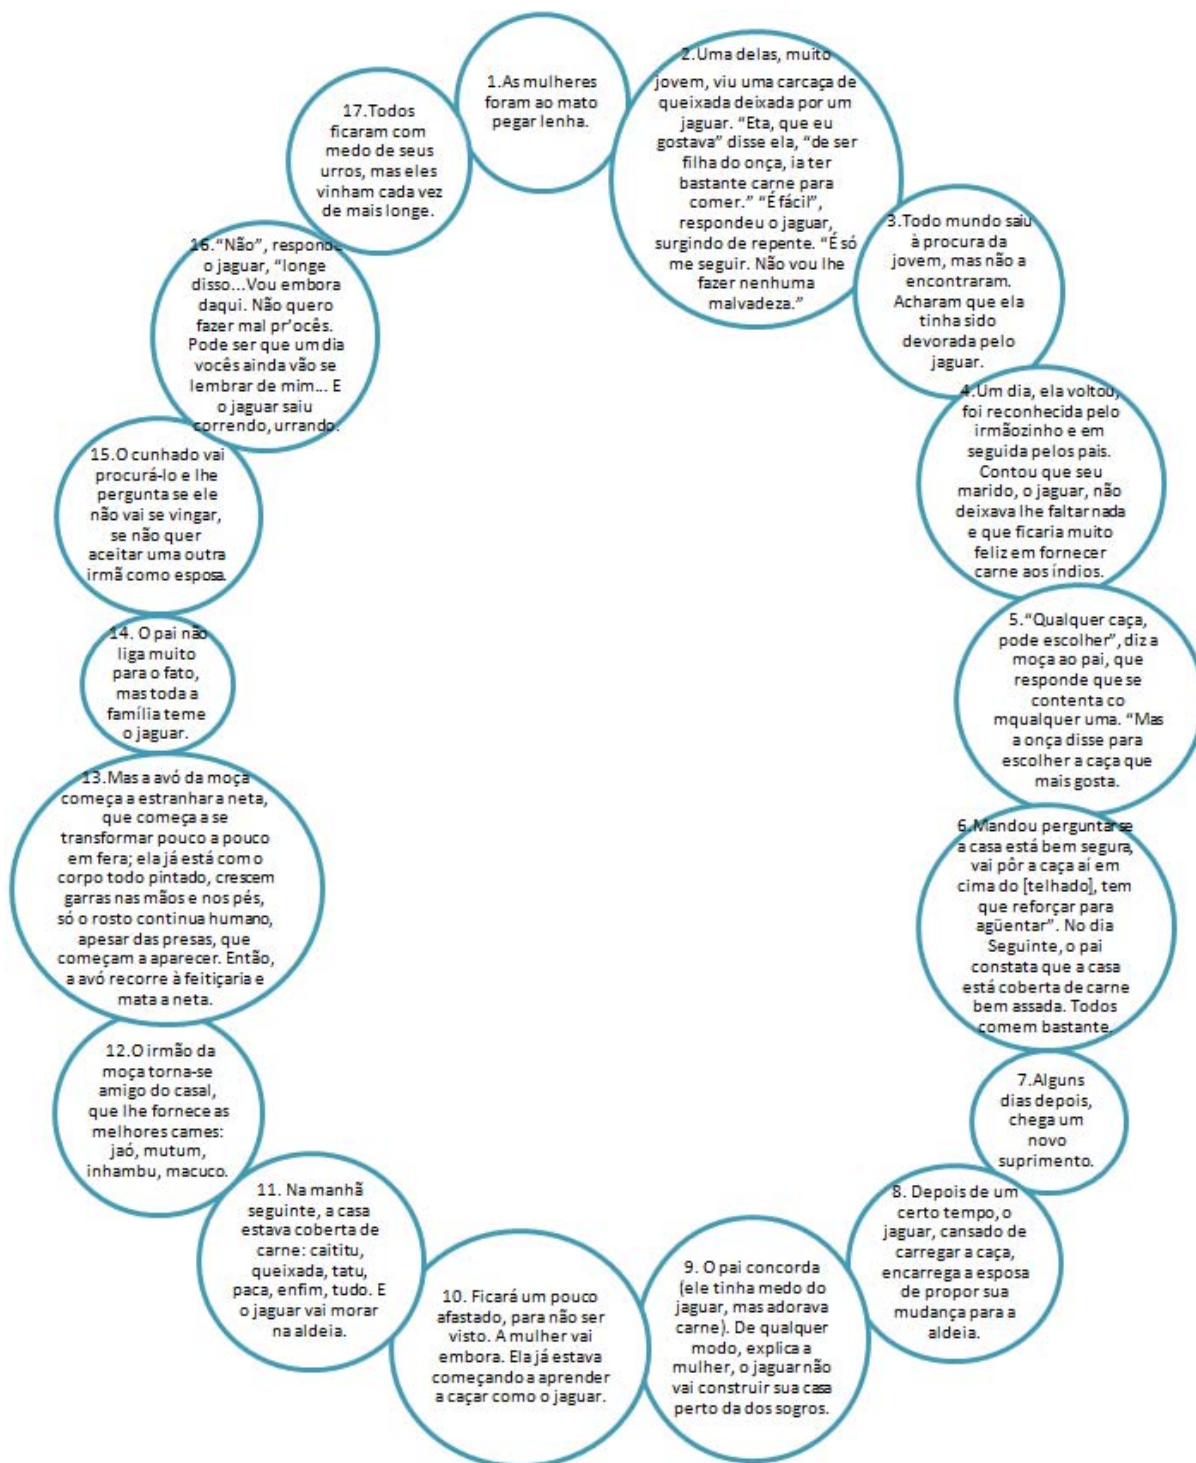 1.As mulheres
foram ao mato
pegar lenha.
2.Uma delas, muito
jovem, viu uma carcaça de
queixada deixada por um
jaguar. “Eta, que eu
gostava” disse ela, “de ser
filha do onça, ia ter
bastante carne para
comer.” “É fácil”,
respondeu o jaguar,
surgindo de repente. “É só
me seguir. Não vou lhe
fazer nenhuma
malvadeza.”
3.Todo mundo saiu
à procura da
jovem, mas não a
encontraram.
Acharam que ela
tinha sido
devorada pelo
jaguar.
4.Um dia, ela voltou,
foi reconhecida pelo
irmãozinho e em
seguida pelos pais.
Contou que seu
marido, o jaguar, não
deixava lhe faltar nada
e que ficaria muito
feliz em fornecer
carne aos índios.
5.“Qualquer caça,
pode escolher”, diz a
moça ao pai, que
responde que se
contenta co
mqualquer uma. “Mas
a onça disse para
escolher a caça que
mais gosta.
6.Mandou perguntar se
a casa está bem segura,
vai pôr a caça aí em
cima do [telhado], tem
que reforçar para
agüentar”. No dia
Seguinte, o pai
constata que a casa
está coberta de carne
bem assada. Todos
comem bastante.
7.Alguns
dias depois,
chega um
novo
suprimento.
8. Depois de um
certo tempo, o
jaguar, cansado de
carregar a caça,
encarrega a esposa
de propor sua
mudança para a
aldeia.
9. O pai concorda
(ele tinha medo do
jaguar, mas adorava
carne). De qualquer
modo, explica a
mulher, o jaguar não
vai construir sua casa
perto da dos sogros.
10. Ficará um pouco
afastado, para não ser
visto. A mulher vai
embora. Ela já estava
começando a aprender
a caçar como o jaguar.
11. Na manhã
seguinte, a casa
estava coberta de
carne: caititu,
queixada, tatu,
paca, enfim, tudo. E
o jaguar vai morar
na aldeia.
12.O irmão da
moça torna-se
amigo do casal,
que lhe fornece as
melhores carnes:
jaó, mutum,
inhambu, macuco.
13.Mas a avó da moça
começa a estranhar a neta,
que começa a se
transformar pouco a pouco
em fera; ela já está com o
corpo todo pintado, crescem
garras nas mãos e nos pés,
só o rosto continua humano,
apesar das presas, que
começam a aparecer. Então,
a avó recorre à feitiçaria e
mata a neta.
14. O pai não
liga muito
para o fato,
mas toda a
família teme
o jaguar.
15.O cunhado vai
procurá-lo e lhe
pergunta se ele
não vai se vingar,
se não quer
aceitar uma outra
irmã como esposa.
16.“Não”, responde
o jaguar, “longe
disso...Vou embora
daqui. Não quero
fazer mal pr’ocês.
Pode ser que um dia
vocês ainda vão se
lembrar de mim... E
o jaguar saiu
correndo, urrando.
17.Todos
ficaram com
medo de seus
urros, mas eles
vinham cada vez
de mais longe.